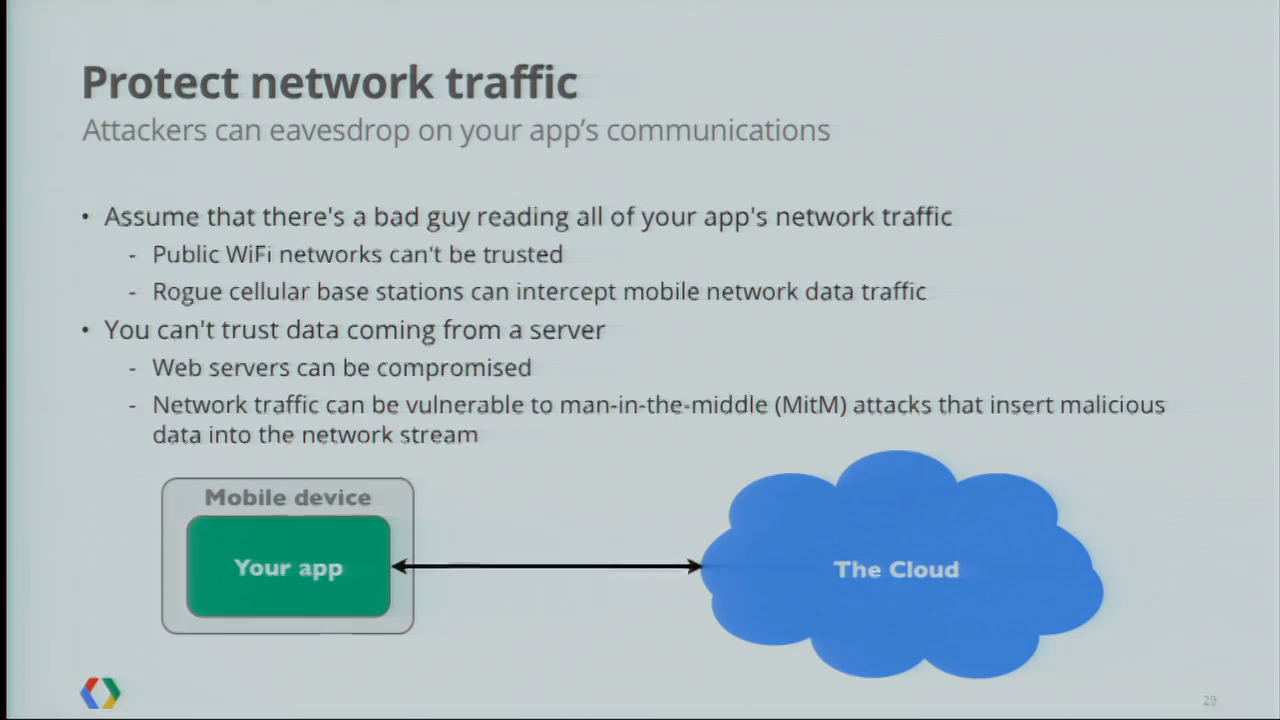 Protect network traffic
Attackers can eavesdrop on your app's communications
• Assume that there's a bad guy reading all of your app's network traffic
- Public WiFi networks can't be trusted
- Rogue cellular base stations can intercept mobile network data traffic
• You can't trust data coming from a server
- Web servers can be compromised
- Network traffic can be vulnerable to man-in-the-middle (MitM) attacks that insert malicious
data into the network stream
Mobile device
Your app
The Cloud
29